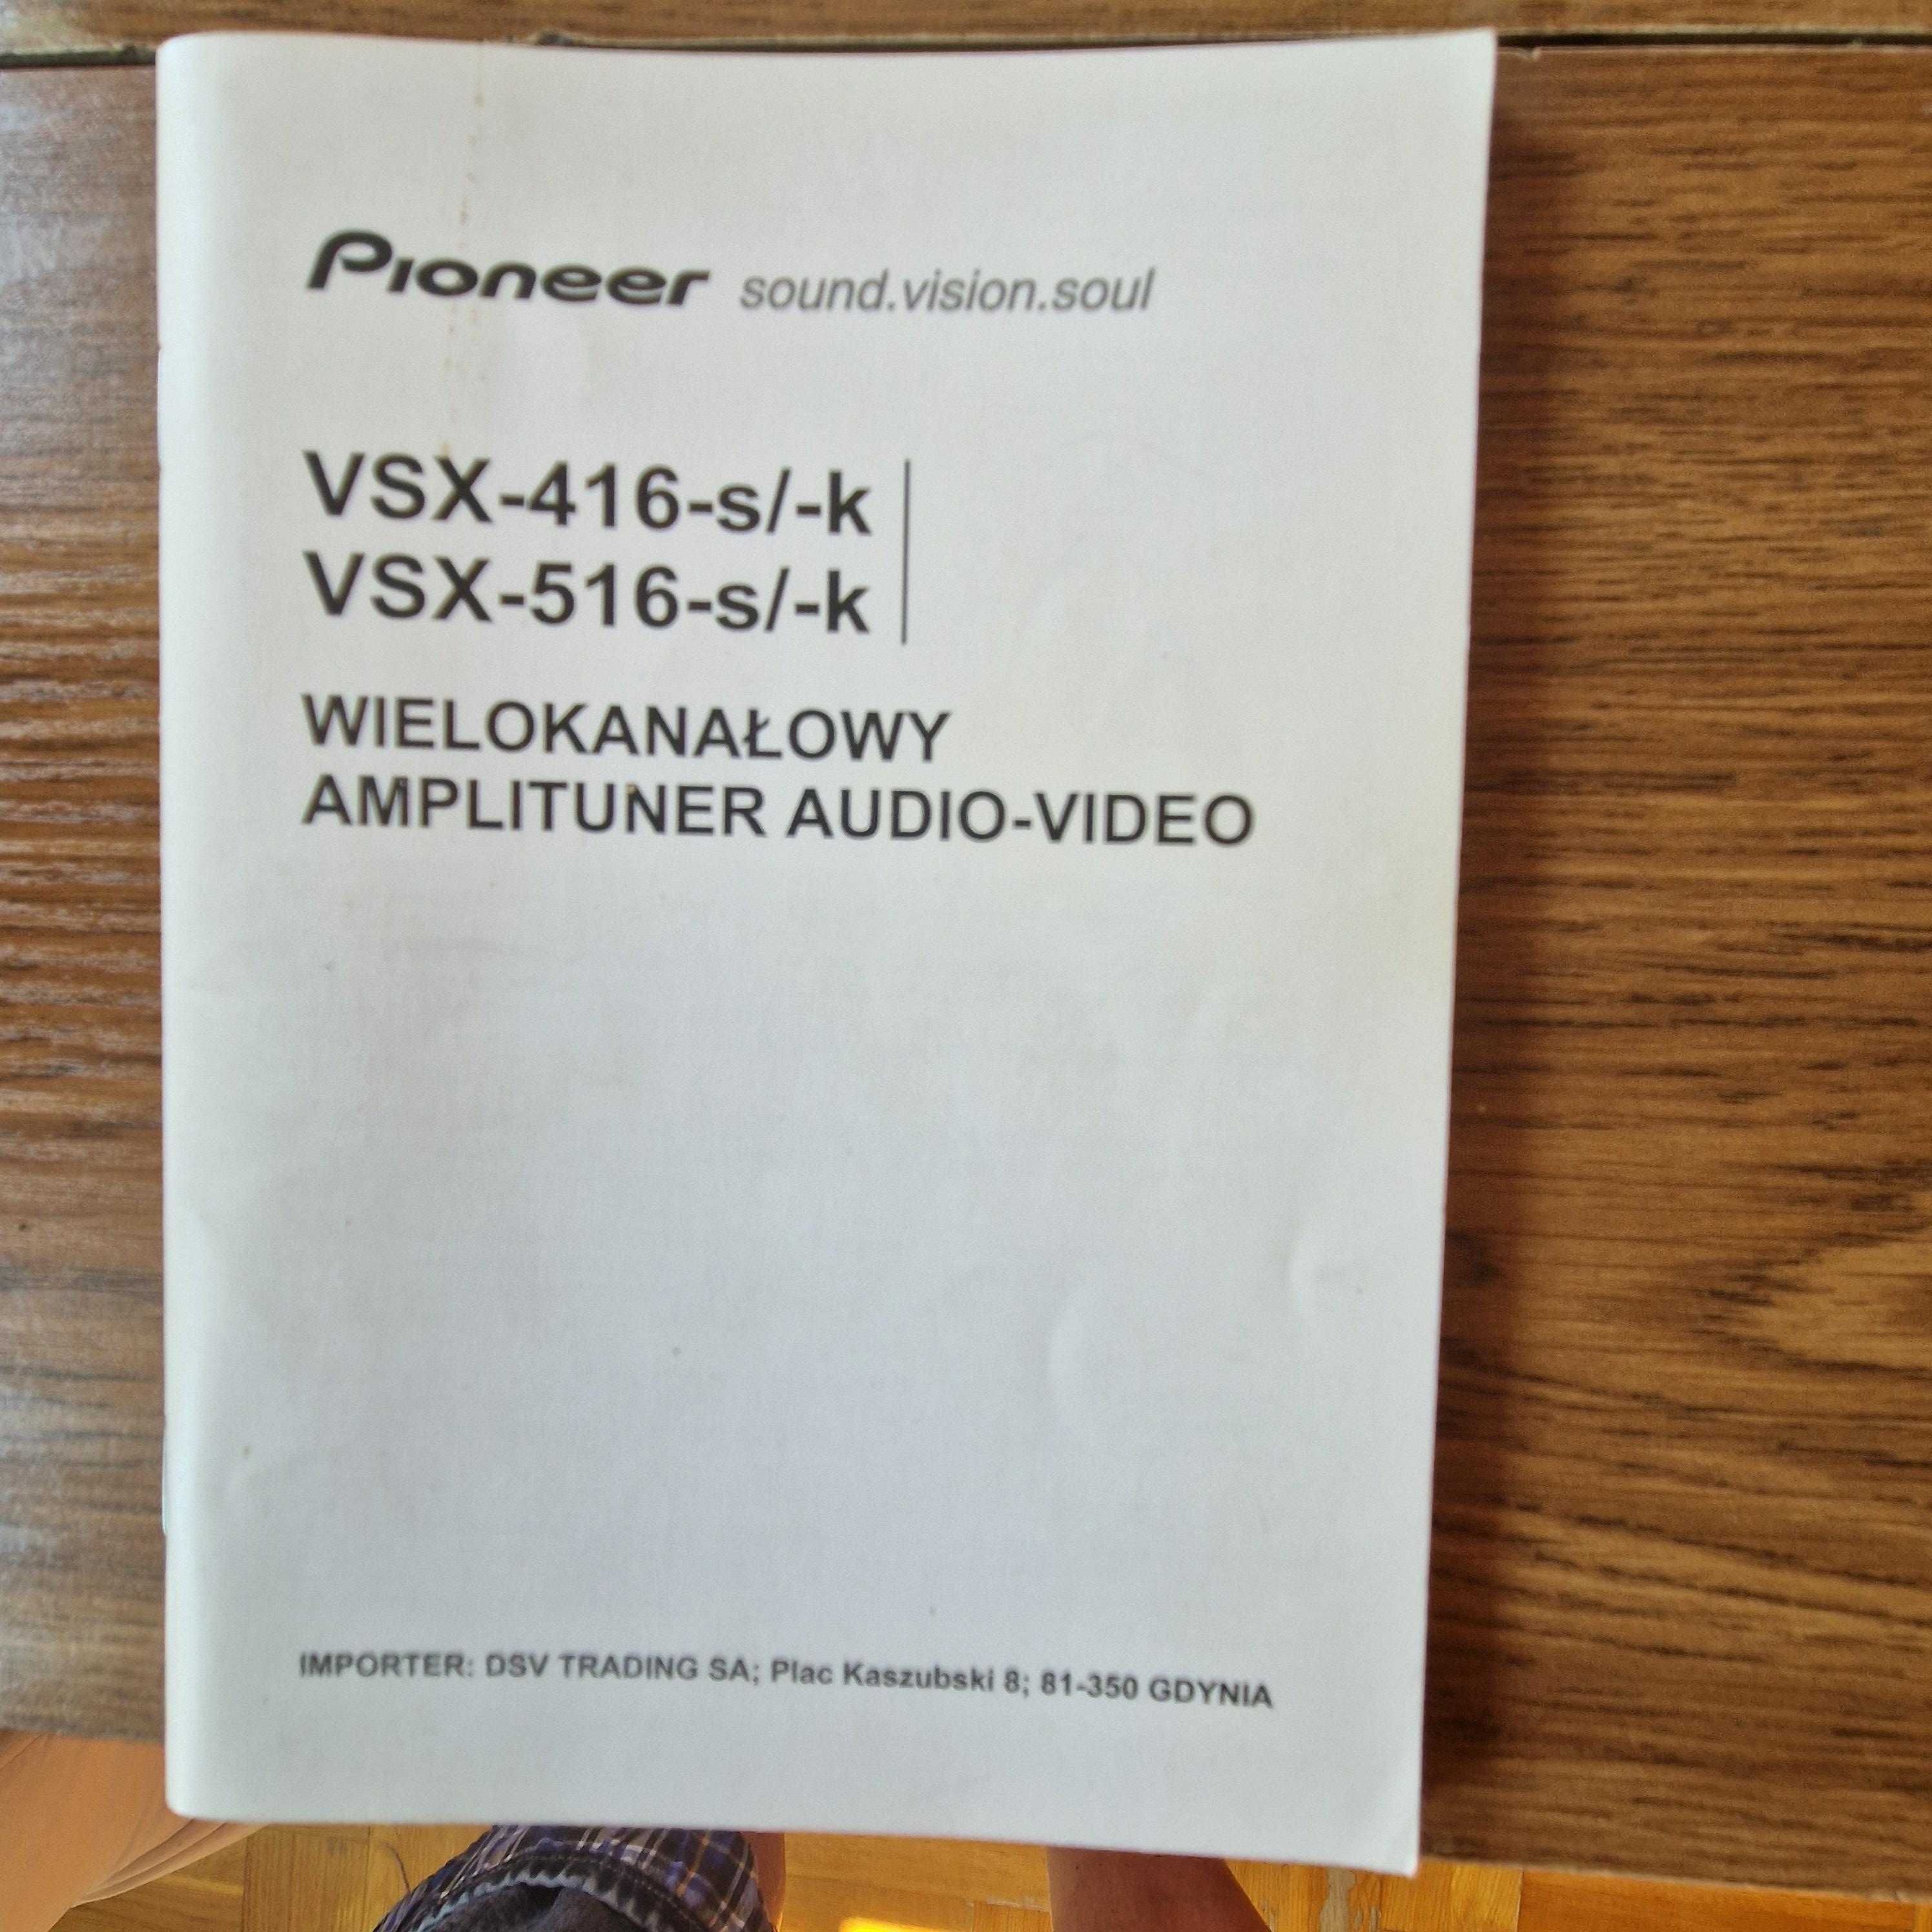 Pioneer sound.vision.soul
VSX-416-s/-k
VSX-516-s/-k
WIELOKANAŁOWY
AMPLITUNER AUDIO-VIDEO
IMPORTER: DSV TRADING SA; Plac Kaszubski 8; 81-350 GDYNIA